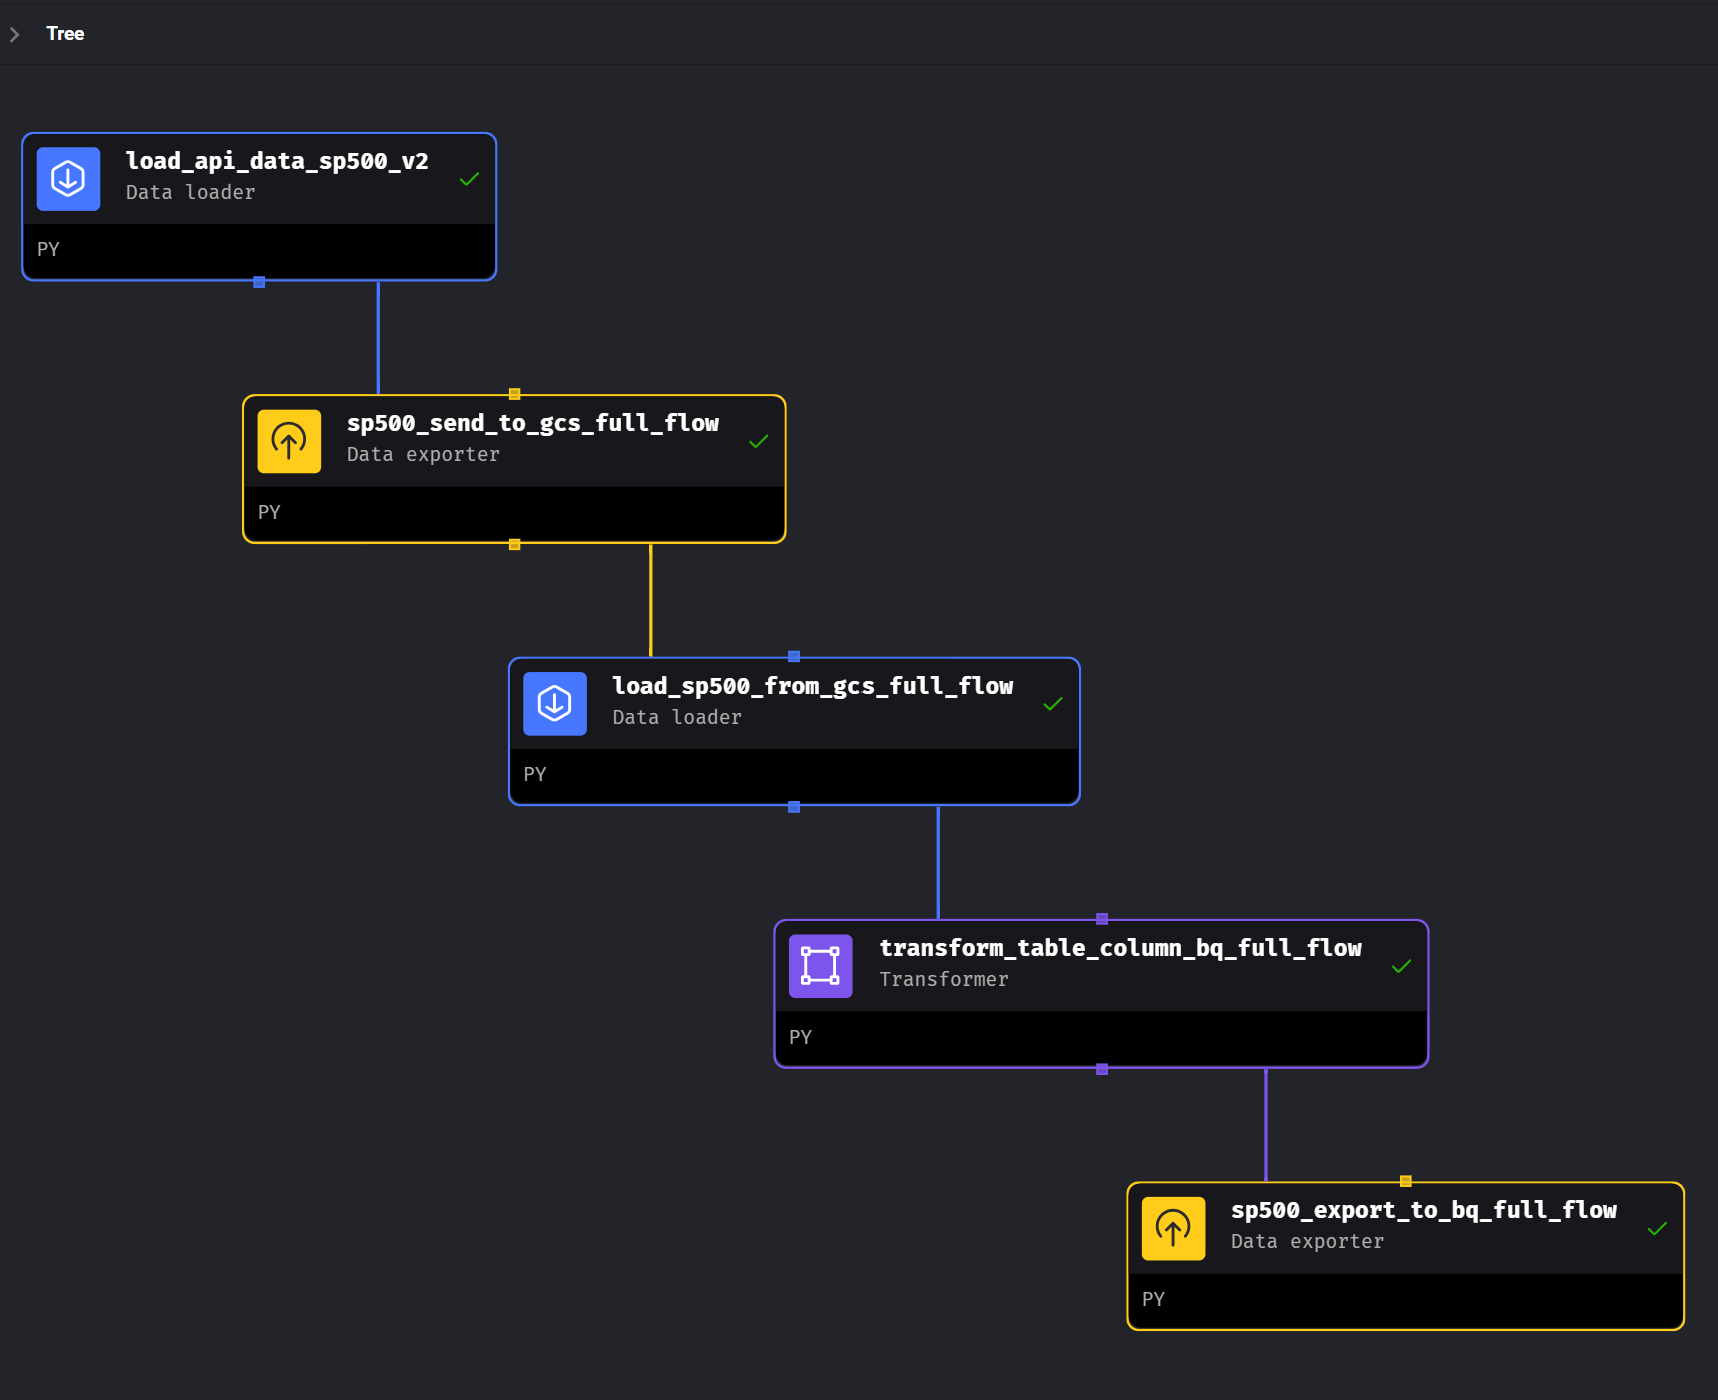 Tree
load_api_data_sp500_v2
Data loader
PY
sp500_send_to_gcs_full_flow
Data exporter
PY
load_sp500_from_gcs_full_flow
Data loader
PY
transform_table_column_bq_full_flow
Transformer
PY
sp500_export_to_bq_full_flow
Data exporter
PY